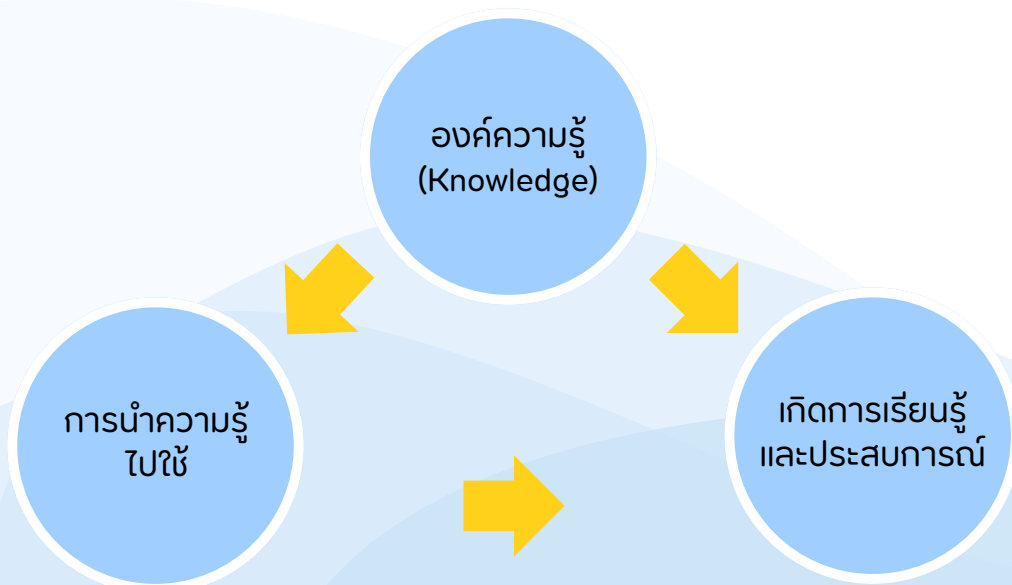 องค์ความรู้
(Knowledge)
การนำความรู้
ไปใช้
เกิดการเรียนรู้
และประสบการณ์